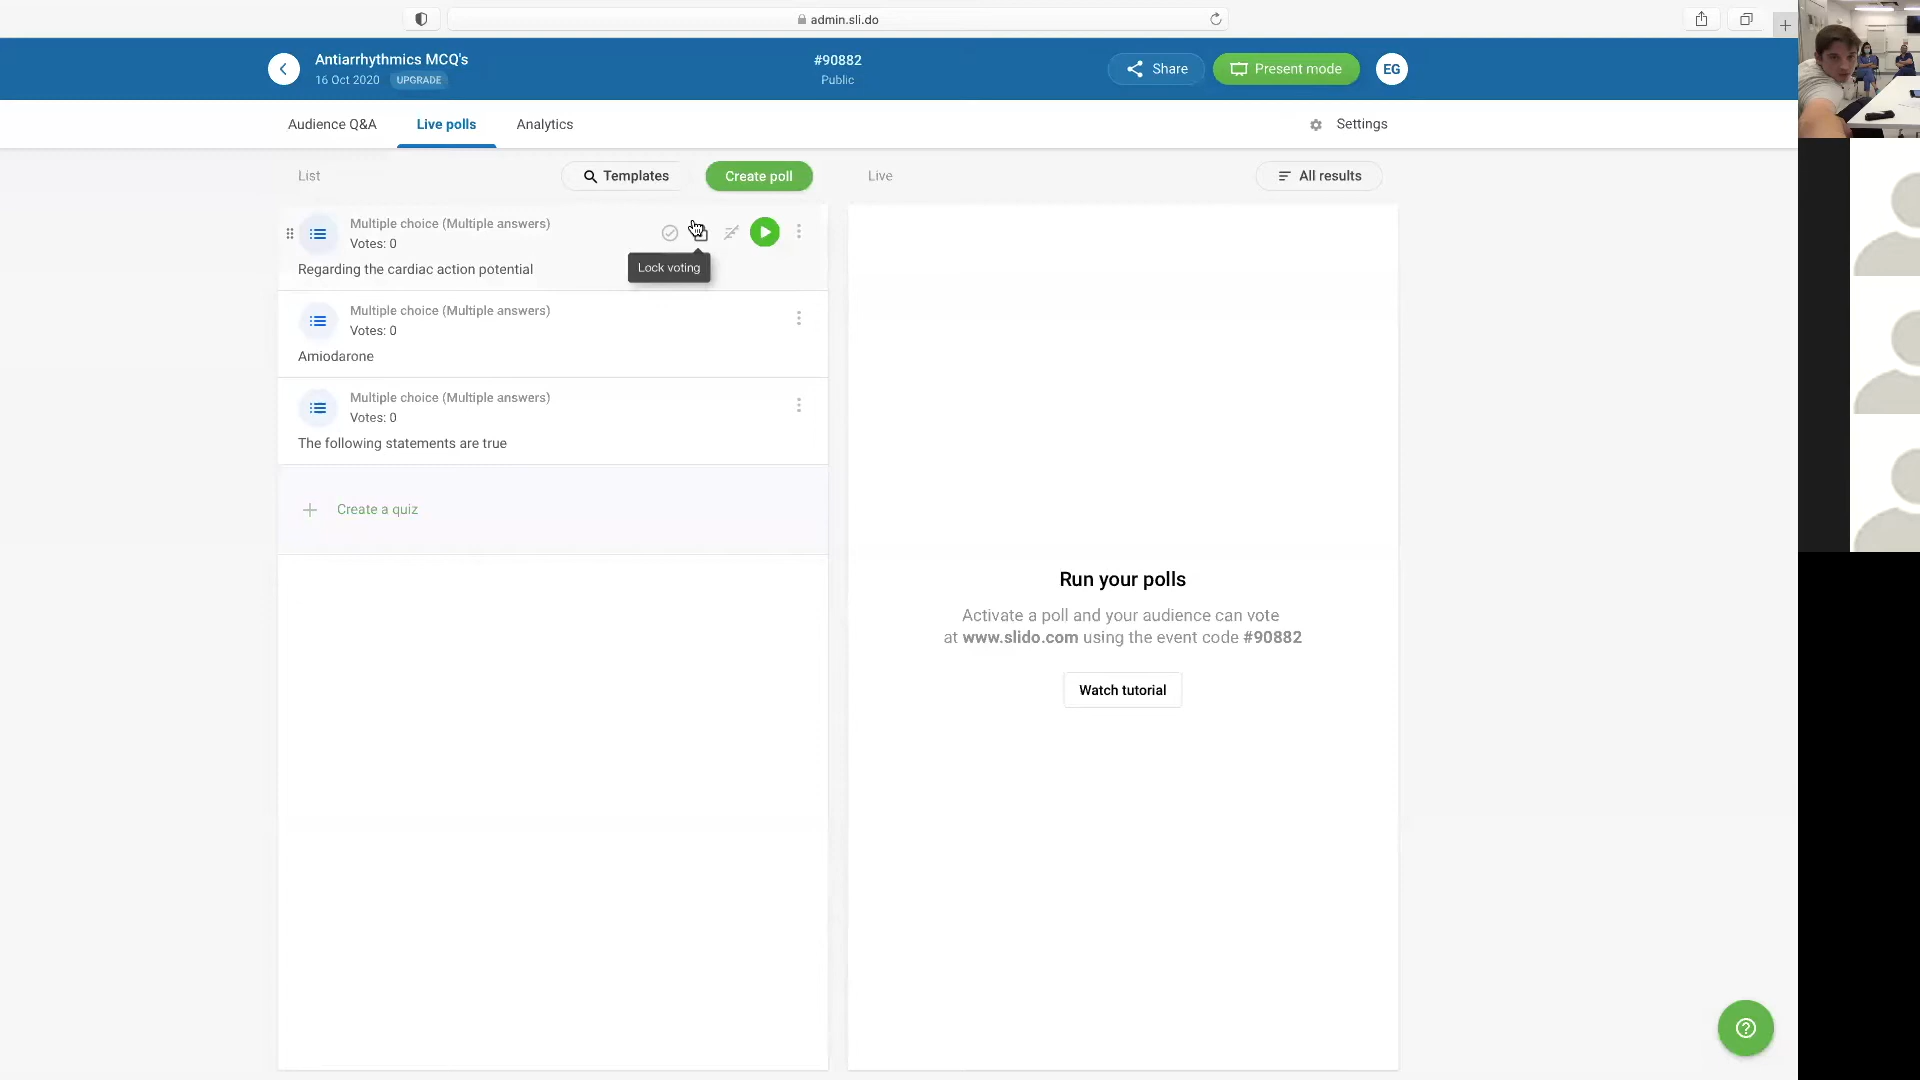 admin.sli.do
Antiarrhythmics MCQ's
16 Oct 2020 UPGRADE
#90882
Public
Share
Present mode
EG
Audience Q&A
Live polls
Analytics
Settings
List
Templates
Create poll
Live
All results
Multiple choice (Multiple answers)
Votes: 0
Lock voting
Regarding the cardiac action potential
Multiple choice (Multiple answers)
Votes: 0
Amiodarone
Multiple choice (Multiple answers)
Votes: 0
The following statements are true
Create a quiz
Run your polls
Activate a poll and your audience can vote
at www.slido.com using the event code #90882
Watch tutorial